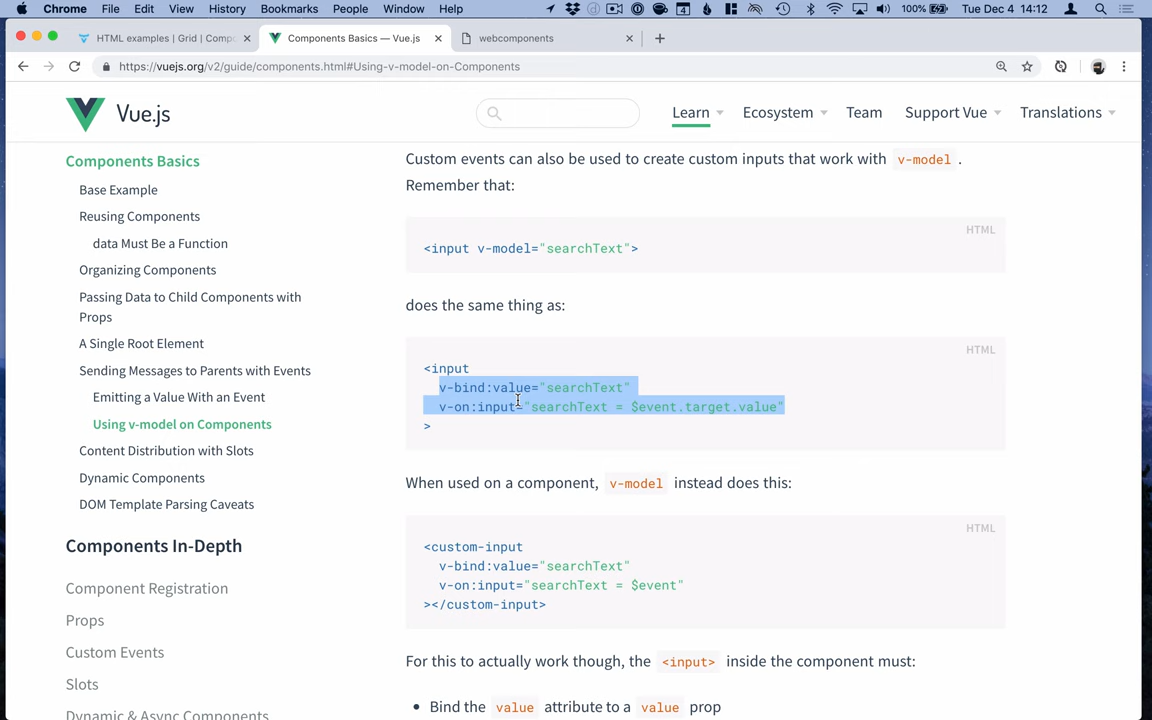 Chrome File Edit View History Bookmarks People Window Help 4 100% Tue Dec 4 14:12
HTML examples | Grid | Comp
Components Basics — Vue.js
webcomponents
https://vuejs.org/v2/guide/components.html#Using-v-model-on-Components
Vue.js
Learn Ecosystem Team Support Vue Translations
Components Basics
Base Example
Reusing Components
data Must Be a Function
Organizing Components
Passing Data to Child Components with
Props
A Single Root Element
Sending Messages to Parents with Events
Emitting a Value With an Event
Using v-model on Components
Content Distribution with Slots
Dynamic Components
DOM Template Parsing Caveats
Components In-Depth
Component Registration
Props
Custom Events
Slots
Dynamic & Async Components
Custom events can also be used to create custom inputs that work with v-model .
Remember that:
HTML
<input v-model="searchText">
does the same thing as:
HTML
<input
v-bind:value="searchText"
v-on:input="searchText = $event.target.value"
>
When used on a component, v-model instead does this:
HTML
<custom-input
v-bind:value="searchText"
v-on:input="searchText = $event"
></custom-input>
For this to actually work though, the <input> inside the component must:
• Bind the value attribute to a value prop